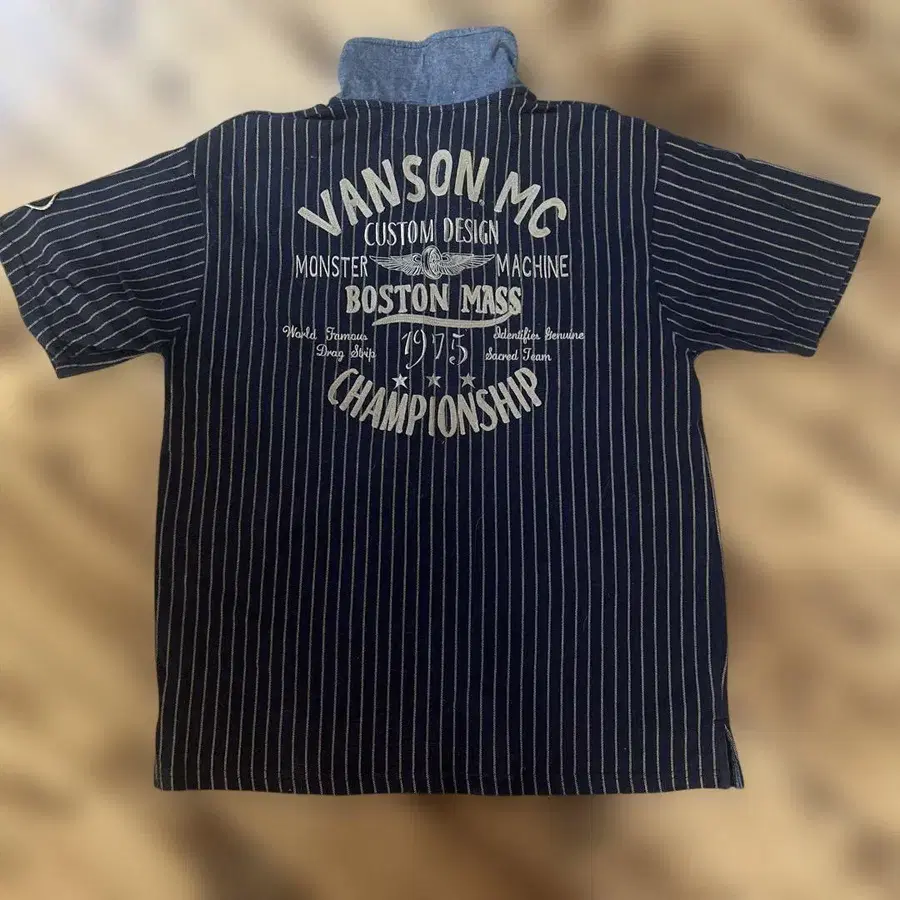 VANSON MC
CUSTOM DESIGN
MONSTER MACHINE
BOSTON MASS
World Famous 1975 Identifies Genuine
Drag Strip Sacred Team
CHAMPIONSHIP